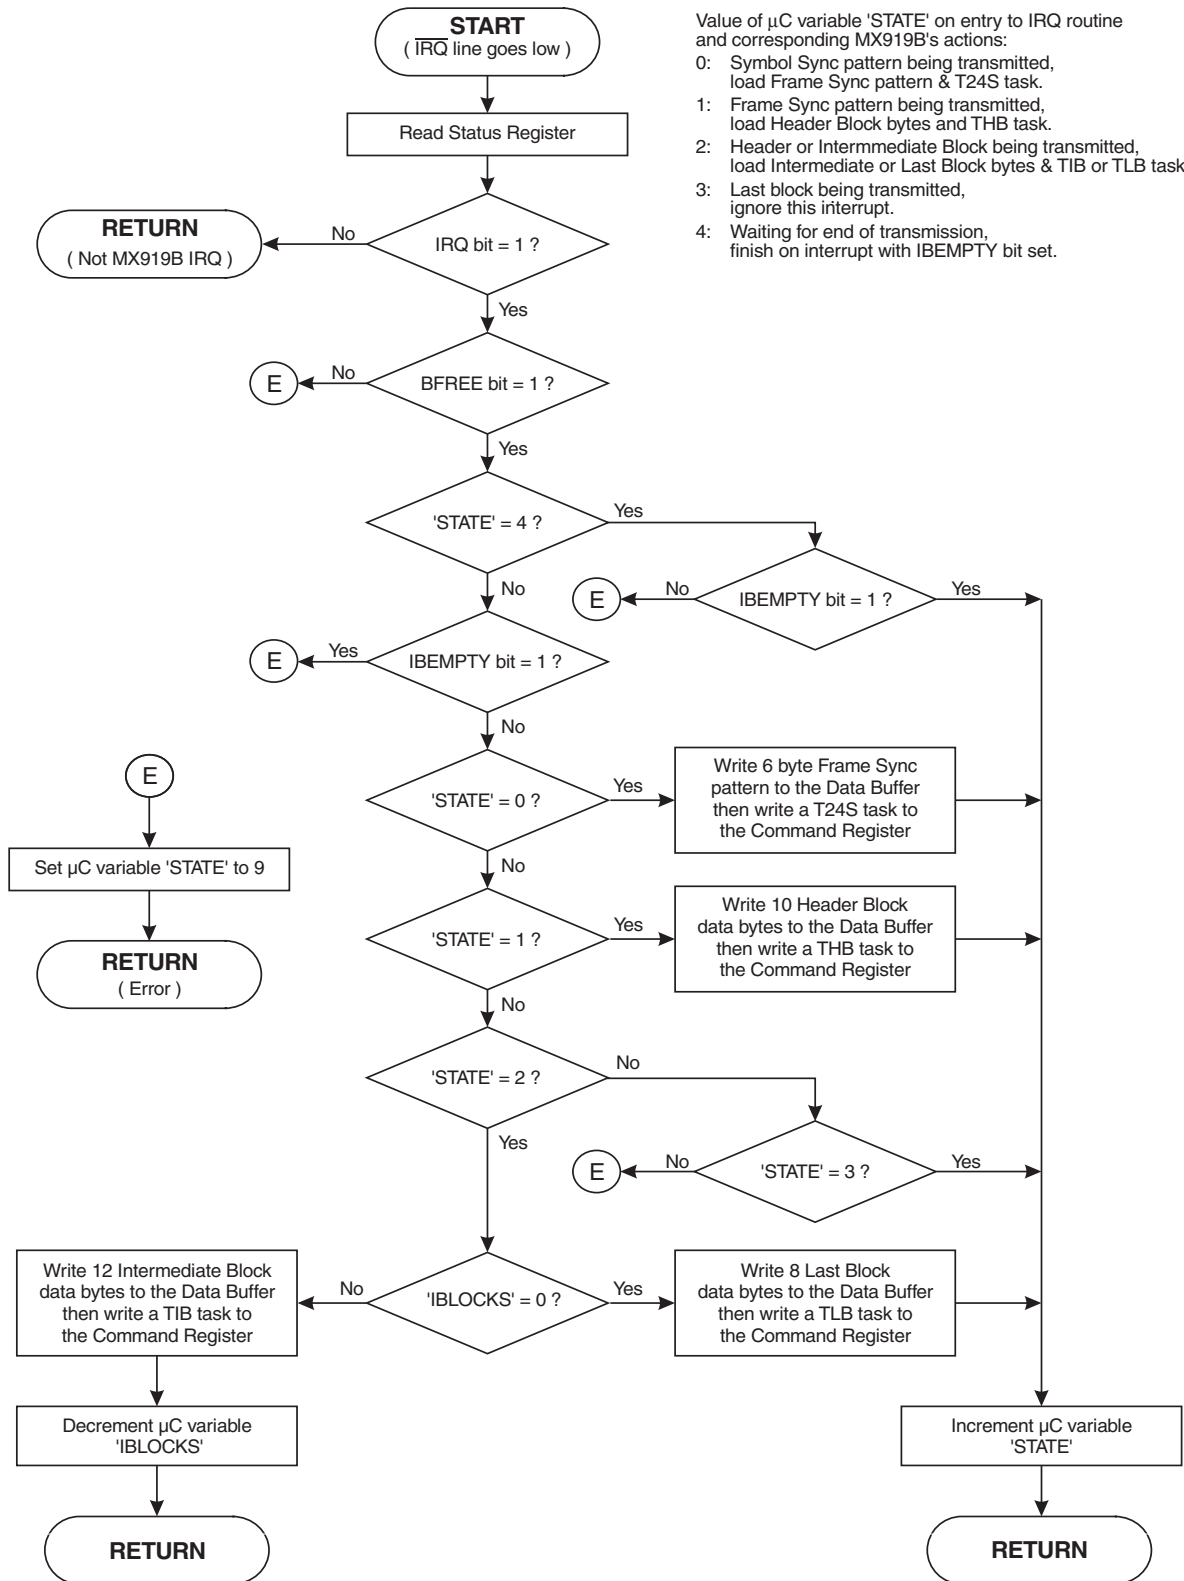 START
( IRQ line goes low )
Value of µC variable 'STATE' on entry to IRQ routine
and corresponding MX919B's actions:
0: Symbol Sync pattern being transmitted,
load Frame Sync pattern & T24S task.
1: Frame Sync pattern being transmitted,
load Header Block bytes and THB task.
2: Header or Intermmediate Block being transmitted,
load Intermediate or Last Block bytes & TIB or TLB task
3: Last block being transmitted,
ignore this interrupt.
4: Waiting for end of transmission,
finish on interrupt with IBEMPTY bit set.
Read Status Register
RETURN
( Not MX919B IRQ )
No
IRQ bit = 1 ?
Yes
E
No
BFREE bit = 1 ?
Yes
'STATE' = 4 ?
Yes
No
E
No
IBEMPTY bit = 1 ?
Yes
E
Yes
IBEMPTY bit = 1 ?
No
E
Set µC variable 'STATE' to 9
RETURN
( Error )
'STATE' = 0 ?
Yes
Write 6 byte Frame Sync
pattern to the Data Buffer
then write a T24S task to
the Command Register
No
'STATE' = 1 ?
Yes
Write 10 Header Block
data bytes to the Data Buffer
then write a THB task to
the Command Register
No
'STATE' = 2 ?
No
Yes
E
No
'STATE' = 3 ?
Yes
Write 12 Intermediate Block
data bytes to the Data Buffer
then write a TIB task to
the Command Register
No
'IBLOCKS' = 0 ?
Yes
Write 8 Last Block
data bytes to the Data Buffer
then write a TLB task to
the Command Register
Decrement µC variable
'IBLOCKS'
Increment µC variable
'STATE'
RETURN
RETURN